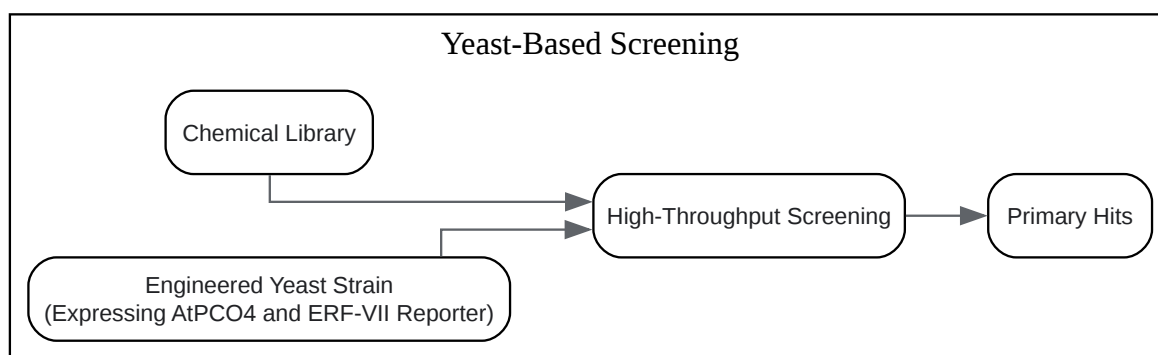 Yeast-Based Screening
Chemical Library
High-Throughput Screening
Primary Hits
Engineered Yeast Strain
(Expressing AtPCO4 and ERF-VII Reporter)